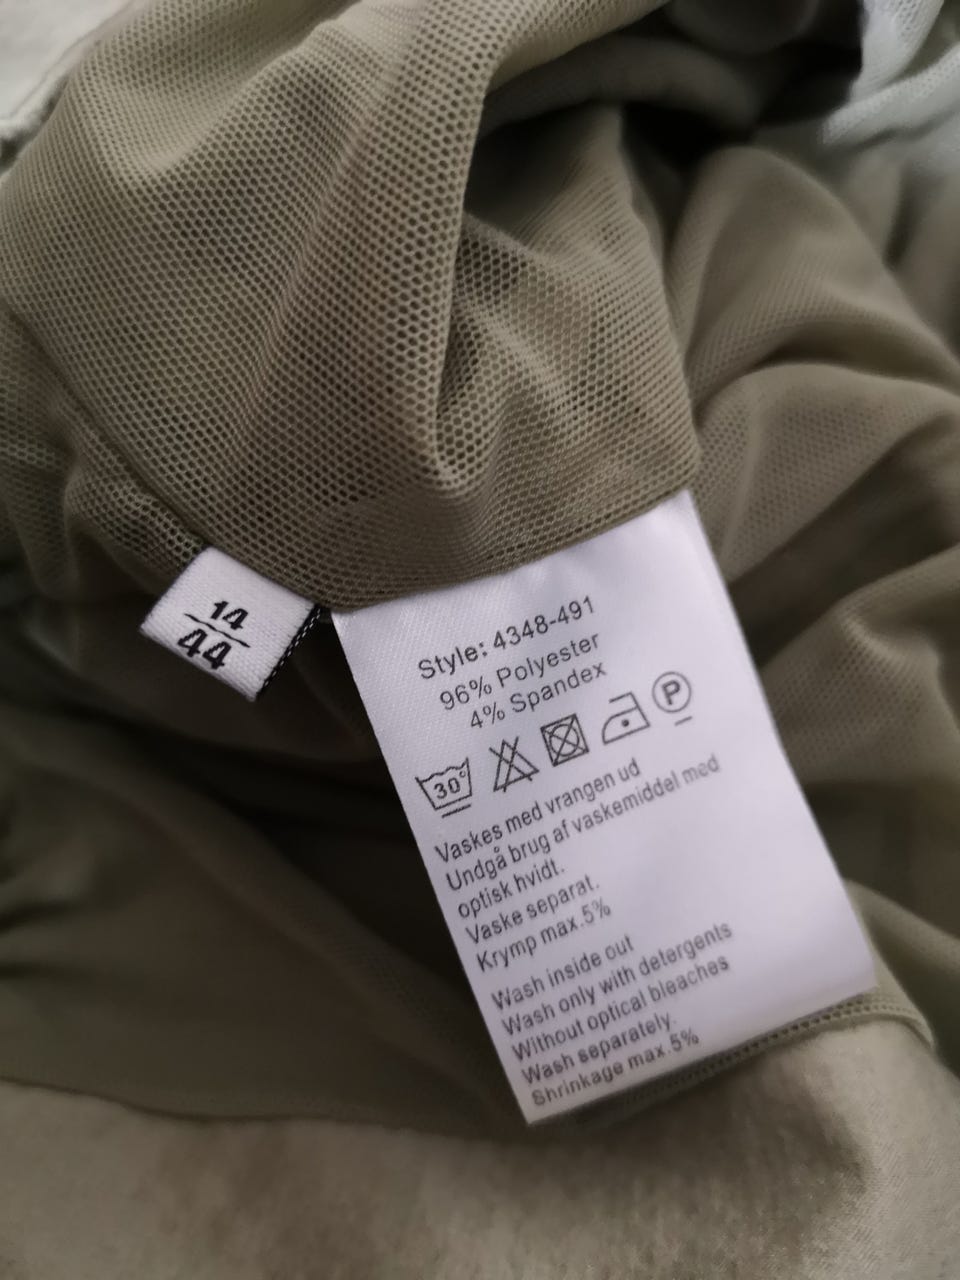 14
44
Style: 4348-491
96% Polyester
4% Spandex
30° P
Vaskes med vrangen ud
Undgå brug af vaskemiddel med
optisk hvidt.
Vaske separat.
Krymp max.5%
Wash inside out
Wash only with detergents
Without optical bleaches
Wash separately.
Shrinkage max.5%